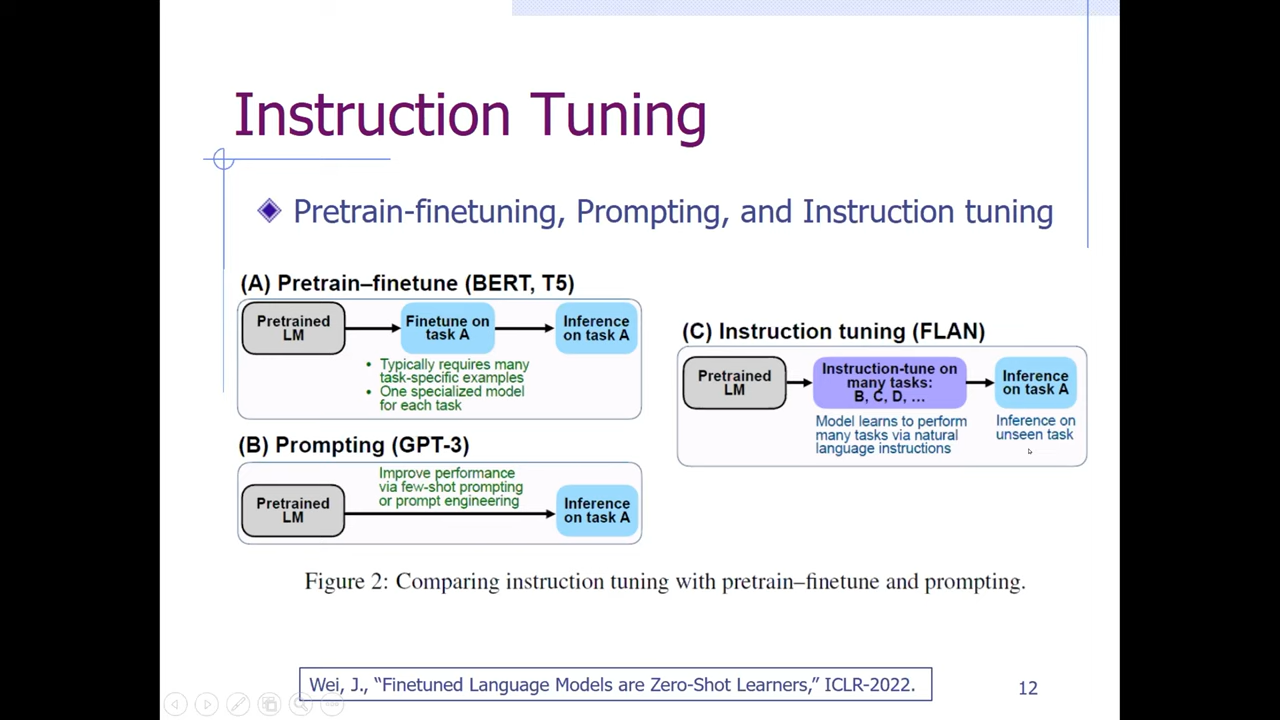 Instruction Tuning
Pretrain-finetuning, Prompting, and Instruction tuning
(A) Pretrain–finetune (BERT, T5)
Pretrained
LM
Finetune on
task A
Inference
on task A
• Typically requires many
task-specific examples
• One specialized model
for each task
(B) Prompting (GPT-3)
Improve performance
via few-shot prompting
or prompt engineering
Pretrained
LM
Inference
on task A
(C) Instruction tuning (FLAN)
Pretrained
LM
Instruction-tune on
many tasks:
B, C, D, …
Inference
on task A
Model learns to perform
many tasks via natural
language instructions
Inference on
unseen task
Figure 2: Comparing instruction tuning with pretrain–finetune and prompting.
Wei, J., “Finetuned Language Models are Zero-Shot Learners,” ICLR-2022.
12